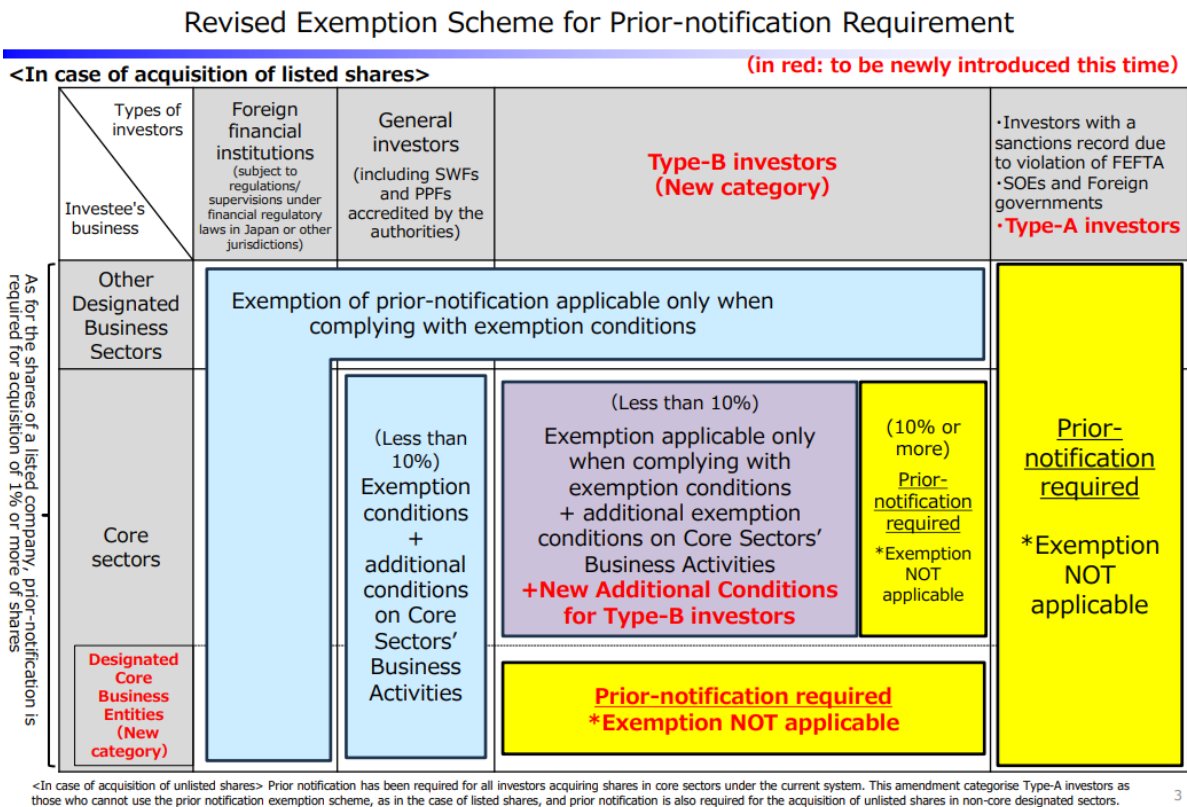 Revised Exemption Scheme for Prior-notification Requirement
<In case of acquisition of listed shares>
(in red: to be newly introduced this time)
Types of
investors
Investee's
business
Foreign
financial
institutions
(subject to
regulations/
supervisions under
financial regulatory
laws in Japan or other
jurisdictions)
General
investors
(including SWFs
and PPFs
accredited by the
authorities)
Type-B investors
(New category)
・Investors with a
sanctions record due
to violation of FEFTA
・SOEs and Foreign
governments
・Type-A investors
As for the shares of a listed company, prior-notification is
required for acquisition of 1% or more of shares
Other
Designated
Business
Sectors
Exemption of prior-notification applicable only when
complying with exemption conditions
Core
sectors
(Less than
10%)
Exemption
conditions
+
additional
conditions
on Core
Sectors'
Business
Activities
(Less than 10%)
Exemption applicable only
when complying with
exemption conditions
+ additional exemption
conditions on Core Sectors'
Business Activities
+New Additional Conditions
for Type-B investors
(10% or
more)
Prior-
notification
required
*Exemption
NOT
applicable
Prior-
notification
required
*Exemption
NOT
applicable
Designated
Core
Business
Entities
(New
category)
Prior-notification required
*Exemption NOT applicable
<In case of acquisition of unlisted shares> Prior notification has been required for all investors acquiring shares in core sectors under the current system. This amendment categorise Type-A investors as
those who cannot use the prior notification exemption scheme, as in the case of listed shares, and prior notification is also required for the acquisition of unlisted shares in non-core designated sectors.
3